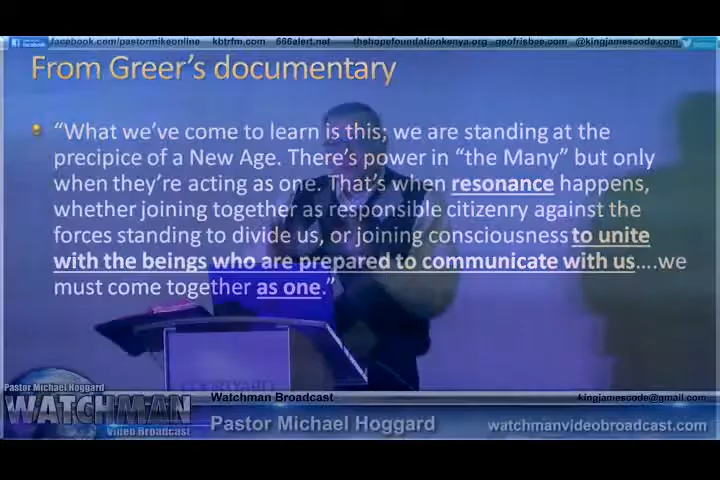 facebook.com/pastormikeonline kbtrfm.com 666alert.net thehopefoundationkenya.org geofrisbee.com @kingjamescode.com
From Greer's documentary
"What we've come to learn is this; we are standing at the
precipice of a New Age. There's power in "the Many" but only
when they're acting as one. That's when resonance happens,
whether joining together as responsible citizenry against the
forces standing to divide us, or joining consciousness to unite
with the beings who are prepared to communicate with us….we
must come together as one."
Pastor Michael Hoggard
WATCHMAN
Video Broadcast
Watchman Broadcast
kingjamescode@gmail.com
Pastor Michael Hoggard
watchmanvideobroadcast.com